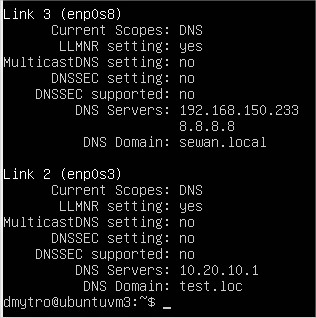 Link 3 (enp0s8)
Current Scopes: DNS
LLMNR setting: yes
MulticastDNS setting: no
DNSSEC setting: no
DNSSEC supported: no
DNS Servers: 192.168.150.233
8.8.8.8
DNS Domain: sewan.local
Link 2 (enp0s3)
Current Scopes: DNS
LLMNR setting: yes
MulticastDNS setting: no
DNSSEC setting: no
DNSSEC supported: no
DNS Servers: 10.20.10.1
DNS Domain: test.loc
dmytro@ubuntuvm3:~$ _